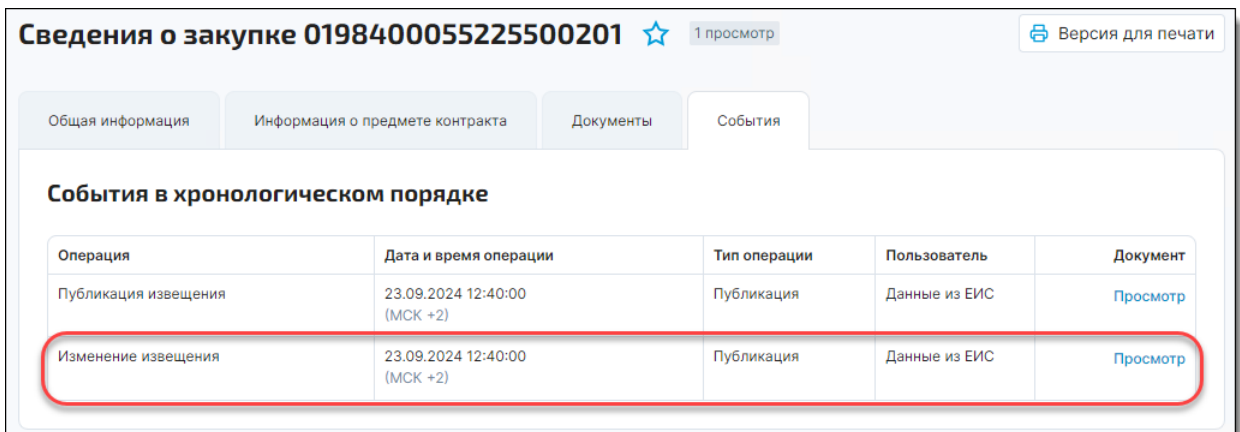 Сведения о закупке 0198400055225500201 1 просмотр Версия для печати
Общая информация Информация о предмете контракта Документы События
События в хронологическом порядке
Операция Дата и время операции Тип операции Пользователь Документ
Публикация извещения 23.09.2024 12:40:00 Публикация Данные из ЕИС Просмотр
(МСК +2)
Изменение извещения 23.09.2024 12:40:00 Публикация Данные из ЕИС Просмотр
(МСК +2)